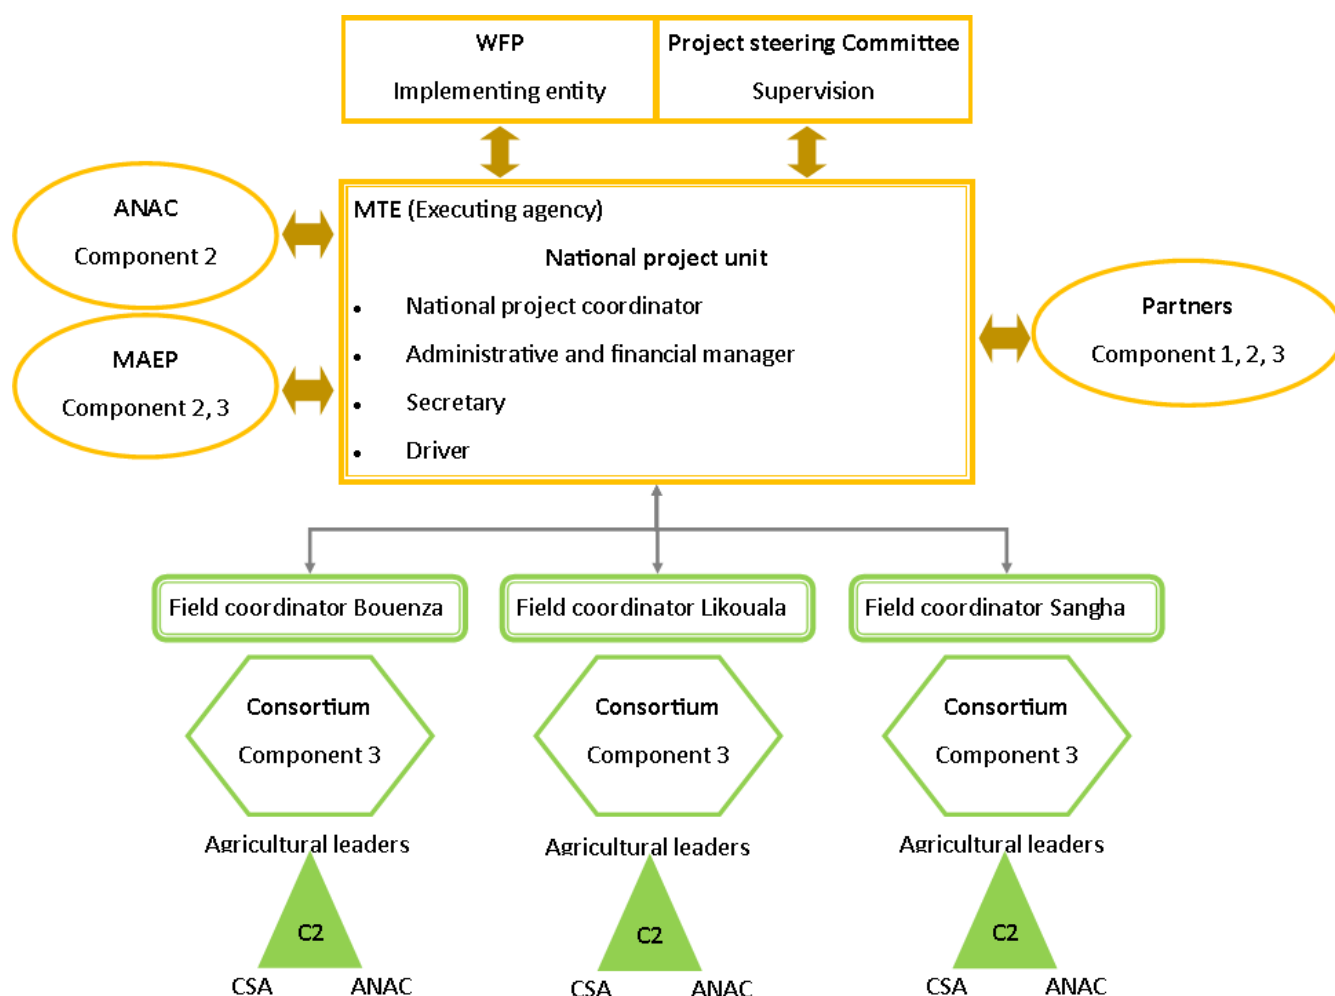 WFP
Implementing entity
Project steering Committee
Supervision
ANAC
Component 2
MAEP
Component 2, 3
MTE (Executing agency)
National project unit
• National project coordinator
• Administrative and financial manager
• Secretary
• Driver
Partners
Component 1, 2, 3
Field coordinator Bouenza
Field coordinator Likouala
Field coordinator Sangha
Consortium
Component 3
Consortium
Component 3
Consortium
Component 3
Agricultural leaders
C2
CSA ANAC
Agricultural leaders
C2
CSA ANAC
Agricultural leaders
C2
CSA ANAC